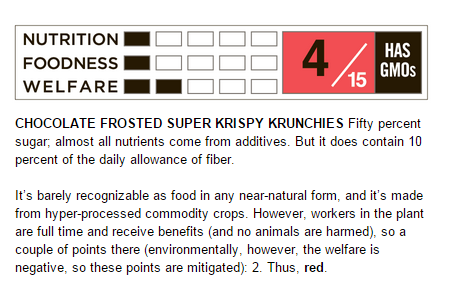 NUTRITION
FOODNESS
WELFARE
4/15
HAS
GMOs
CHOCOLATE FROSTED SUPER KRISPY KRUNCHIES Fifty percent
sugar; almost all nutrients come from additives. But it does contain 10
percent of the daily allowance of fiber.
It's barely recognizable as food in any near-natural form, and it's made
from hyper-processed commodity crops. However, workers in the plant
are full time and receive benefits (and no animals are harmed), so a
couple of points there (environmentally, however, the welfare is
negative, so these points are mitigated): 2. Thus, red.